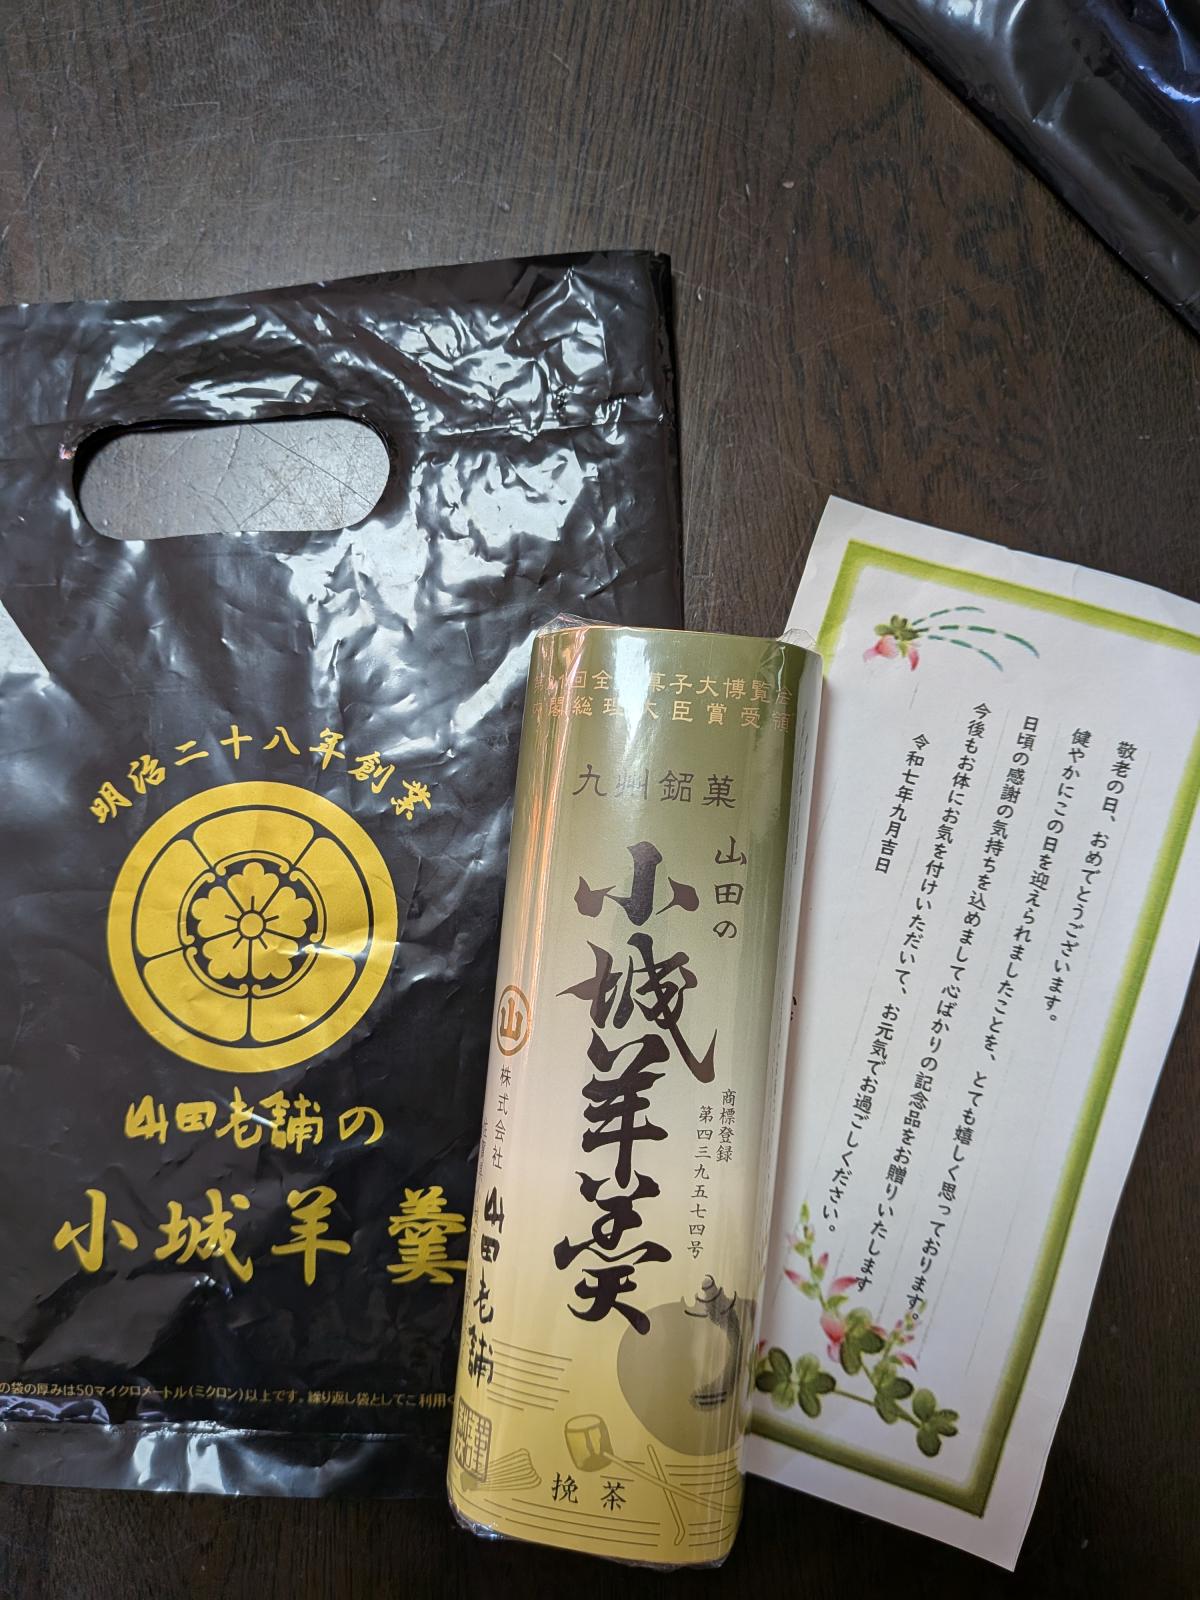 明治二十八年創業
山田老舗の
小城羊羹
の袋の厚みは50マイクロメートル(ミクロン)以上です。繰り返し袋としてご利用く
回全 菓子大博覧会
内閣総理大臣賞受領
九州銘菓
山田の
小城羊羹
商標登録
第四三九五七四号
山
株式会社
山田老舗
挽茶
敬老の日、おめでとうございます。
健やかにこの日を迎えられましたことを、とても嬉しく思っております。
日頃の感謝の気持ちを込めまして心ばかりの記念品をお贈りいたします
今後もお体にお気を付けいただいて、お元気でお過ごしください。
令和七年九月吉日